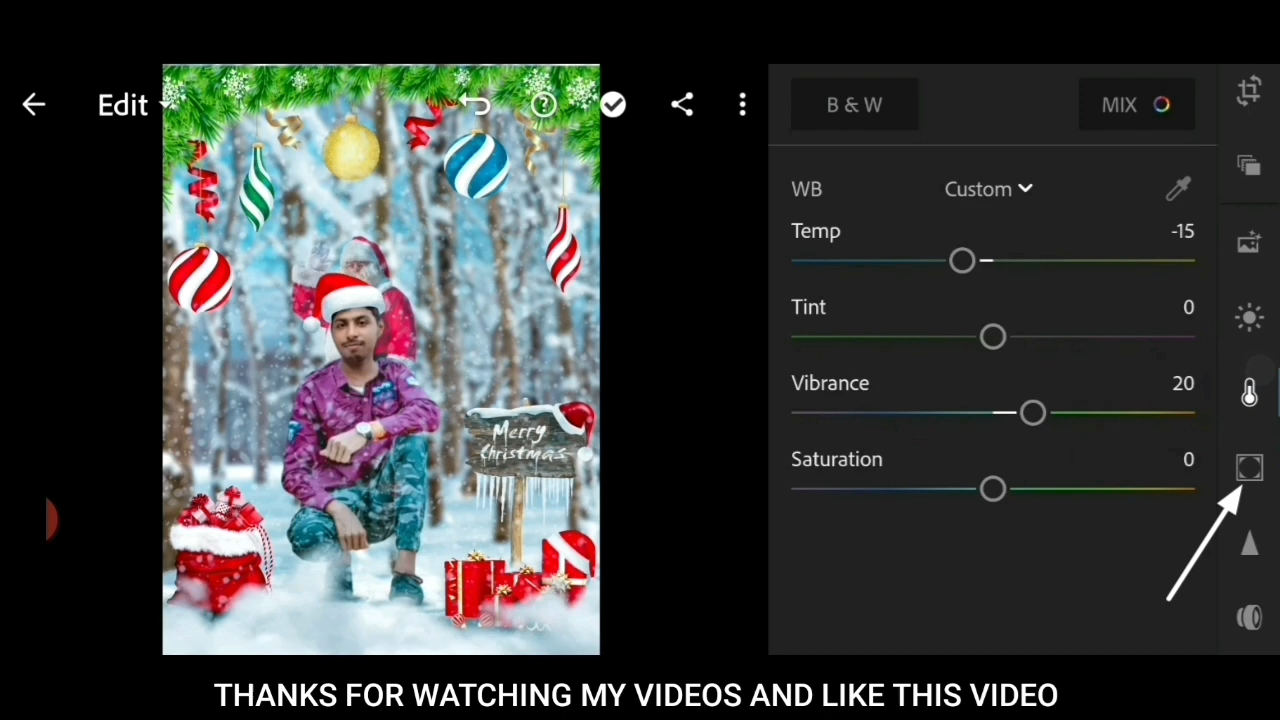 Edit
B & W
MIX
WB
Custom
Temp
-15
Tint
0
Vibrance
20
Saturation
0
Merry
Christmas
THANKS FOR WATCHING MY VIDEOS AND LIKE THIS VIDEO